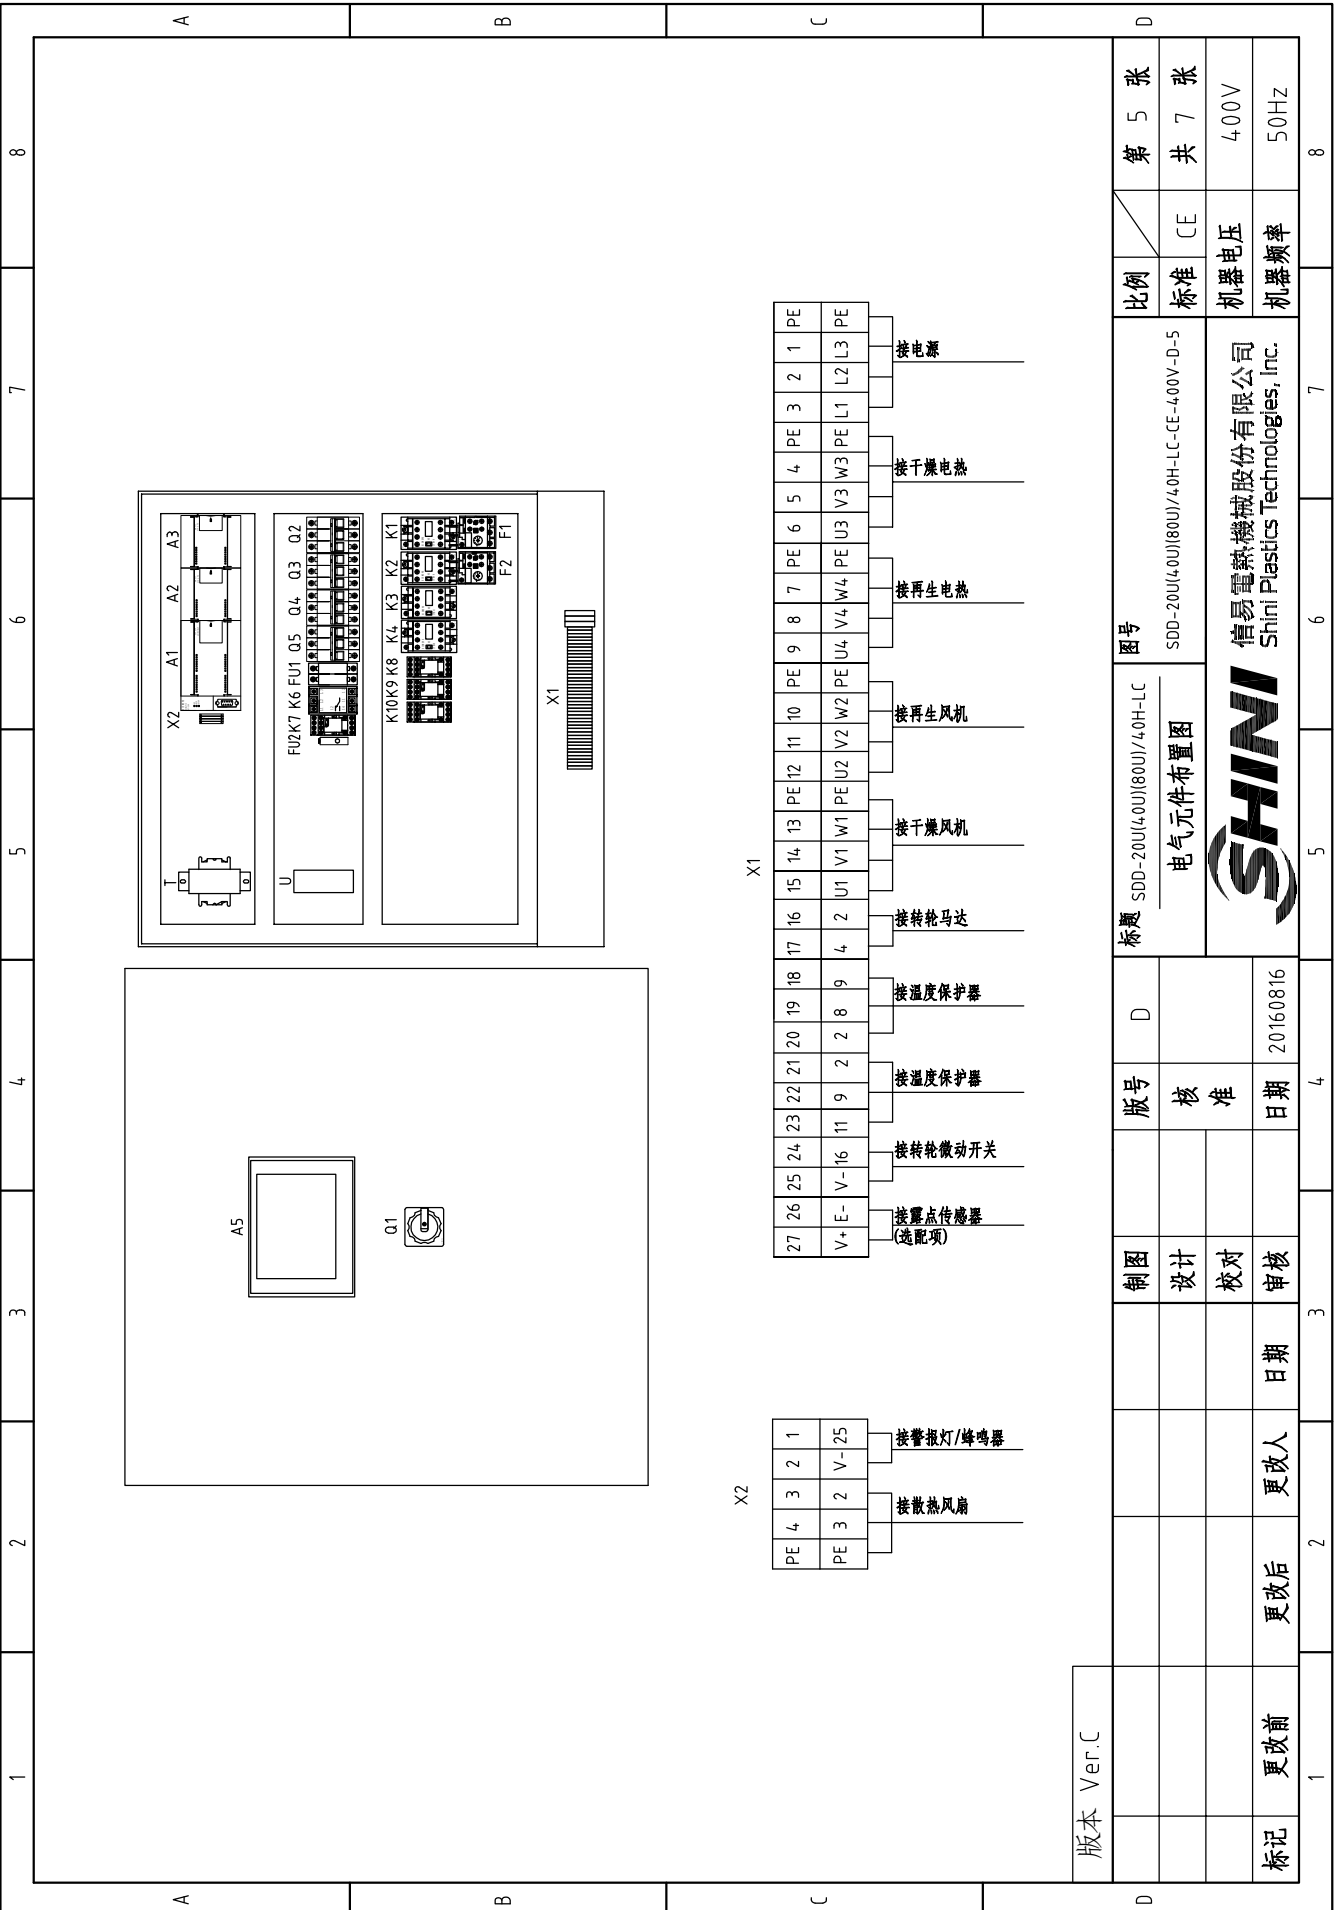 1 2 3 4 5 6 7 8
A
B
C
D
A5
Q1
T
X2 A1 A2 A3
U
FU2 K7 K6 FU1 Q5 Q4 Q3 Q2
K10 K9 K8 K4 K3 K2 K1
F2 F1
X1
X2
PE 4 3 2 1
PE 3 2 V- 25
接散热风扇
接警报灯/蜂鸣器
X1
27 26 25 24 23 22 21 20 19 18 17 16 15 14 13 PE 12 11 10 PE 9 8 7 PE 6 5 4 PE 3 2 1 PE
V+ E- V- 16 11 9 2 2 8 9 4 2 U1 V1 W1 PE U2 V2 W2 PE U4 V4 W4 PE U3 V3 W3 PE L1 L2 L3 PE
接露点传感器
(选配项)
接转轮微动开关
接温度保护器
接温度保护器
接转轮马达
接干燥风机
接再生风机
接再生电热
接干燥电热
接电源
版本 Ver.C
标记 更改前 更改后 更改人 日期
制图
设计
校对
审核
版号 D
核准
日期 20160816
标题 SDD-20U(40U)(80U)/40H-LC
电气元件布置图
图号
SDD-20U(40U)(80U)/40H-LC-CE-400V-D-5
SHINI
信易電熱機械股份有限公司
Shini Plastics Technologies, Inc.
比例 第 5 张
标准 CE 共 7 张
机器电压 400V
机器频率 50Hz
A
B
C
D
1 2 3 4 5 6 7 8